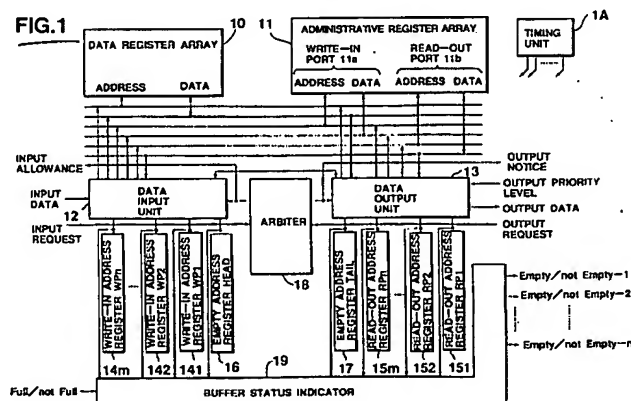 FIG.1
10
DATA REGISTER ARRAY
ADDRESS DATA
11
ADMINISTRATIVE REGISTER ARRAY
WRITE-IN PORT 11a
READ-OUT PORT 11b
ADDRESS DATA ADDRESS DATA
1A
TIMING UNIT
INPUT ALLOWANCE
INPUT DATA
12
DATA INPUT UNIT
INPUT REQUEST
ARBITER
18
OUTPUT NOTICE
13
DATA OUTPUT UNIT
OUTPUT PRIORITY LEVEL
OUTPUT DATA
OUTPUT REQUEST
WRITE-IN ADDRESS REGISTER WPn
WRITE-IN ADDRESS REGISTER WP2
WRITE-IN ADDRESS REGISTER WP1
EMPTY ADDRESS REGISTER HEAD
EMPTY ADDRESS REGISTER TAIL
READ-OUT ADDRESS REGISTER RPn
READ-OUT ADDRESS REGISTER RP2
READ-OUT ADDRESS REGISTER RP1
14m 142 141 16 19 17 15m 152 151
Empty/not Empty-1
Empty/not Empty-2
Empty/not Empty-n
Full/not Full
BUFFER STATUS INDICATOR